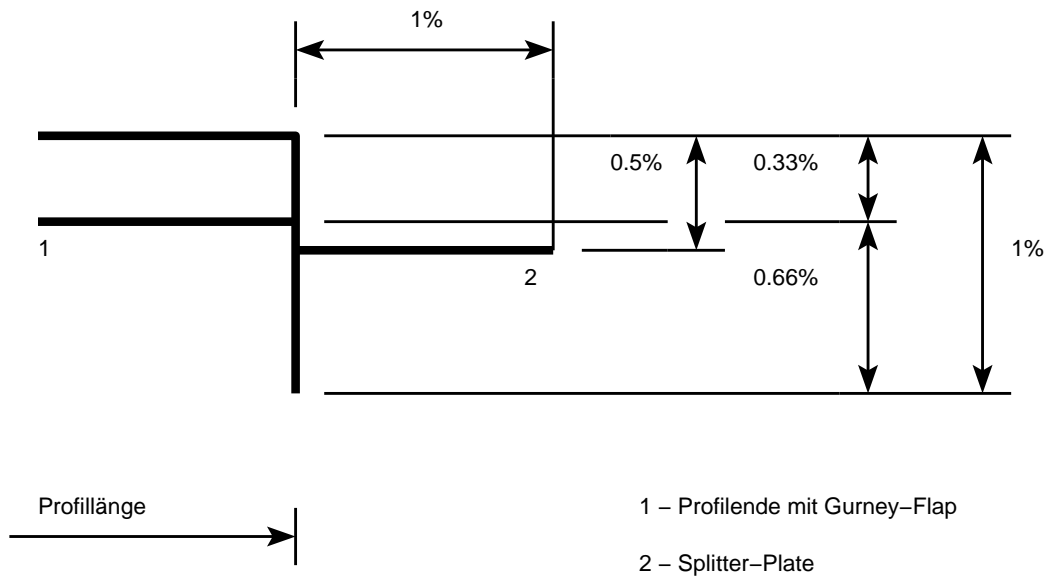 1%
0.5%
0.33%
1
1%
2
0.66%
Profillänge
1 – Profilende mit Gurney–Flap
2 – Splitter–Plate